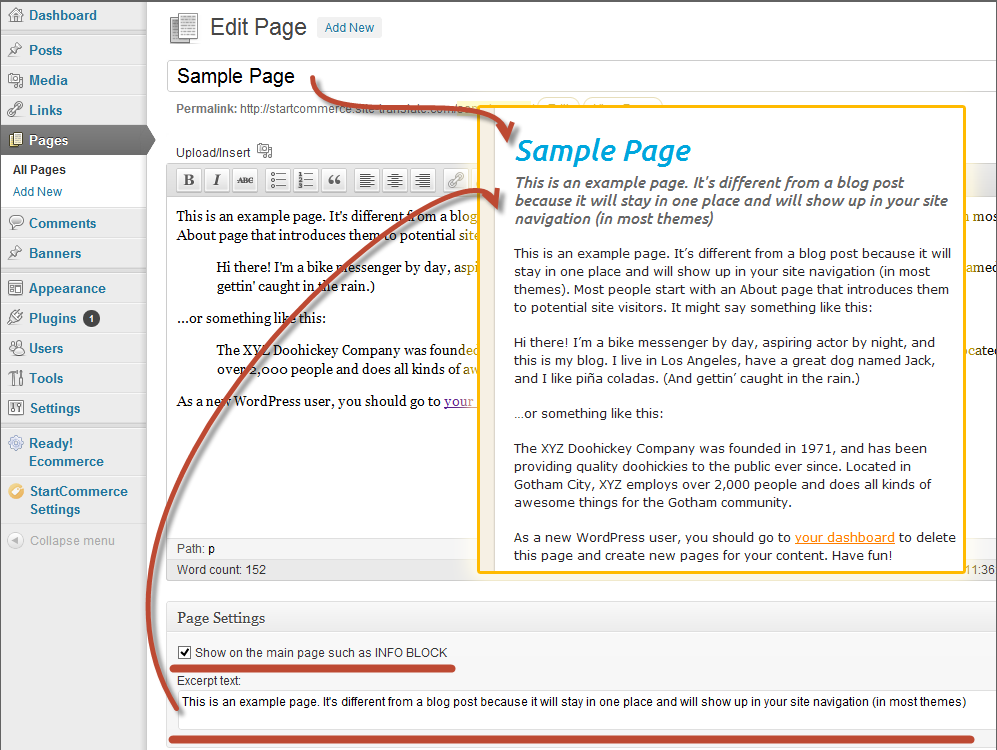 Dashboard
Posts
Media
Links
Pages
All Pages
Add New
Comments
Banners
Appearance
Plugins 1
Users
Tools
Settings
Ready!
Ecommerce
StartCommerce
Settings
Collapse menu
Edit Page Add New
Sample Page
Permalink: http://startcommerce.site-translate.com/
Upload/Insert
B I ABC
This is an example page. It's different from a blog
About page that introduces them to potential site
Hi there! I'm a bike messenger by day, aspi
gettin' caught in the rain.)
...or something like this:
The XYZ Doohickey Company was founded
over 2,000 people and does all kinds of aw
As a new WordPress user, you should go to your
Path: p
Word count: 152
11:36
Sample Page
This is an example page. It's different from a blog post
because it will stay in one place and will show up in your site
navigation (in most themes)
This is an example page. It’s different from a blog post because it will
stay in one place and will show up in your site navigation (in most
themes). Most people start with an About page that introduces them
to potential site visitors. It might say something like this:
Hi there! I’m a bike messenger by day, aspiring actor by night, and
this is my blog. I live in Los Angeles, have a great dog named Jack,
and I like piña coladas. (And gettin’ caught in the rain.)
…or something like this:
The XYZ Doohickey Company was founded in 1971, and has been
providing quality doohickies to the public ever since. Located in
Gotham City, XYZ employs over 2,000 people and does all kinds of
awesome things for the Gotham community.
As a new WordPress user, you should go to your dashboard to delete
this page and create new pages for your content. Have fun!
Page Settings
Show on the main page such as INFO BLOCK
Excerpt text:
This is an example page. It's different from a blog post because it will stay in one place and will show up in your site navigation (in most themes)